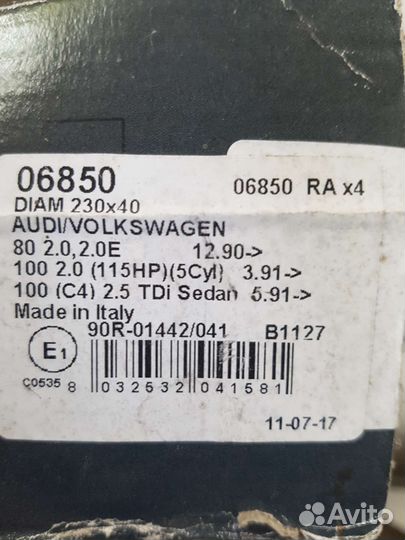 06850 06850 RA x4
DIAM 230x40
AUDI/VOLKSWAGEN
80 2.0,2.0E 12.90->
100 2.0 (115HP)(5Cyl) 3.91->
100 (C4) 2.5 TDi Sedan 5.91->
Made in Italy
90R-01442/041 B1127
E1
C0535 8 032532 041581
11-07-17
Avito